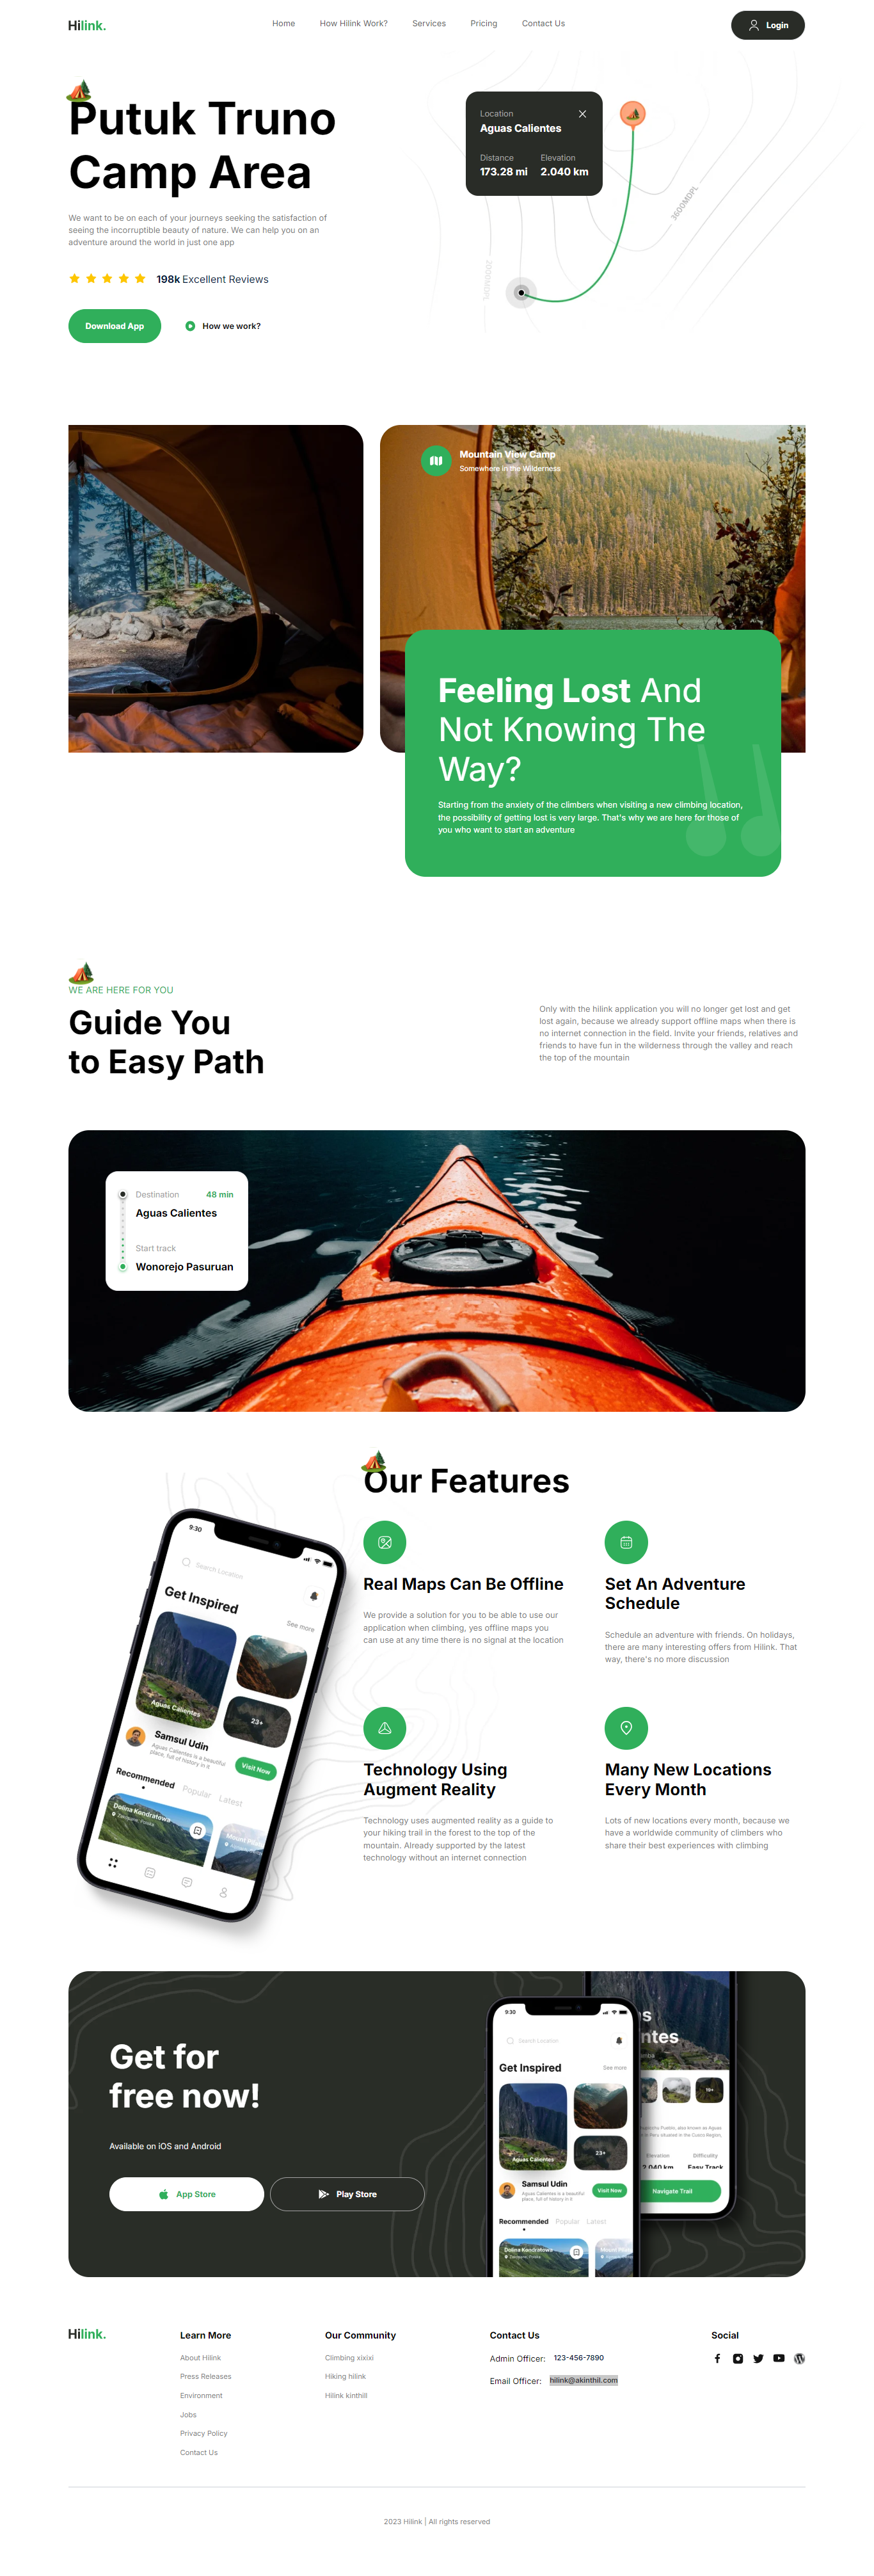 Hilink.
Home
How Hilink Work?
Services
Pricing
Contact Us
Login
Putuk Truno
Camp Area
We want to be on each of your journeys seeking the satisfaction of
seeing the incorruptible beauty of nature. We can help you on an
adventure around the world in just one app
198k Excellent Reviews
Download App
How we work?
Location
Aguas Calientes
Distance
Elevation
173.28 mi
2.040 km
3600MDPL
Mountain View Camp
Somewhere in the Wilderness
Feeling Lost And
Not Knowing The
Way?
Starting from the anxiety of the climbers when visiting a new climbing location,
the possibility of getting lost is very large. That's why we are here for those of
you who want to start an adventure
WE ARE HERE FOR YOU
Guide You
to Easy Path
Only with the hilink application you will no longer get lost and get
lost again, because we already support offline maps when there is
no internet connection in the field. Invite your friends, relatives and
friends to have fun in the wilderness through the valley and reach
the top of the mountain
Destination
48 min
Aguas Calientes
Start track
Wonorejo Pasuruan
Our Features
9:30
Search Location
Get Inspired
See more
Aguas Calientes
23+
Samsul Udin
Aguas Calientes is a beautiful
place, full of history in it
Visit Now
Recommended
Popular
Latest
Dolina Kondratowa
Zakopane, Polska
Real Maps Can Be Offline
We provide a solution for you to be able to use our
application when climbing, yes offline maps you
can use at any time there is no signal at the location
Set An Adventure
Schedule
Schedule an adventure with friends. On holidays,
there are many interesting offers from Hilink. That
way, there's no more discussion
Technology Using
Augment Reality
Technology uses augmented reality as a guide to
your hiking trail in the forest to the top of the
mountain. Already supported by the latest
technology without an internet connection
Many New Locations
Every Month
Lots of new locations every month, because we
have a worldwide community of climbers who
share their best experiences with climbing
Get for
free now!
Available on iOS and Android
App Store
Play Store
9:30
Search Location
Get Inspired
See more
Aguas Calientes
23+
Samsul Udin
Aguas Calientes is a beautiful
place, full of history in it
Visit Now
Recommended
Popular
Latest
Dolina Kondratowa
Zakopane, Polska
19+
Elevation
Difficulty
2.040 km
Easy Track
Navigate Trail
Hilink.
Learn More
About Hilink
Press Releases
Environment
Jobs
Privacy Policy
Contact Us
Our Community
Climbing xixixi
Hiking hilink
Hilink kinthill
Contact Us
Admin Officer: 123-456-7890
Email Officer: hilink@akinthil.com
Social
2023 Hilink | All rights reserved